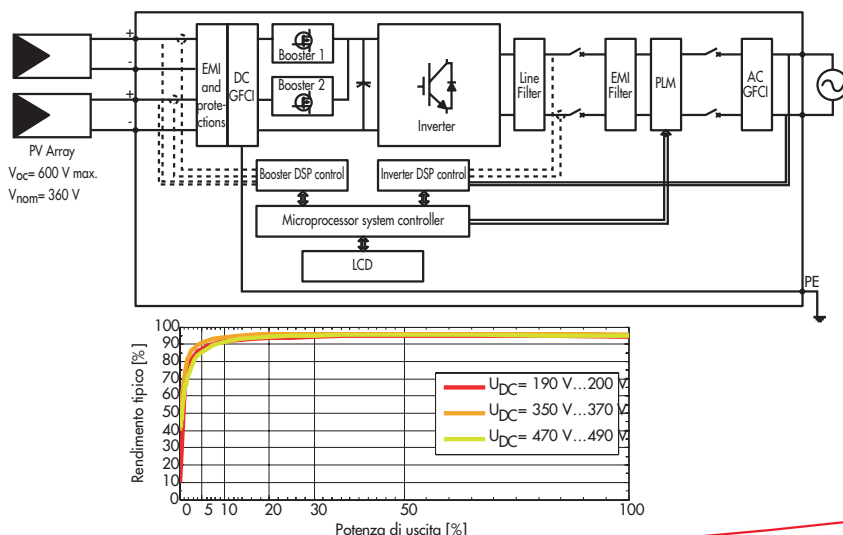 +
-
+
-
PV Array
Voc= 600 V max.
Vnom= 360 V
EMI
and
prote-
ctions
DC
GFCI
Booster 1
Booster 2
Inverter
Line
Filter
EMI
Filter
PLM
AC
GFCI
Booster DSP control
Inverter DSP control
Microprocessor system controller
LCD
PE
Rendimento tipico [%]
100
90
80
70
60
50
40
30
20
10
0
0 5 10 20 30 50 100
Potenza di uscita [%]
UDC= 190 V...200 V
UDC= 350 V...370 V
UDC= 470 V...490 V